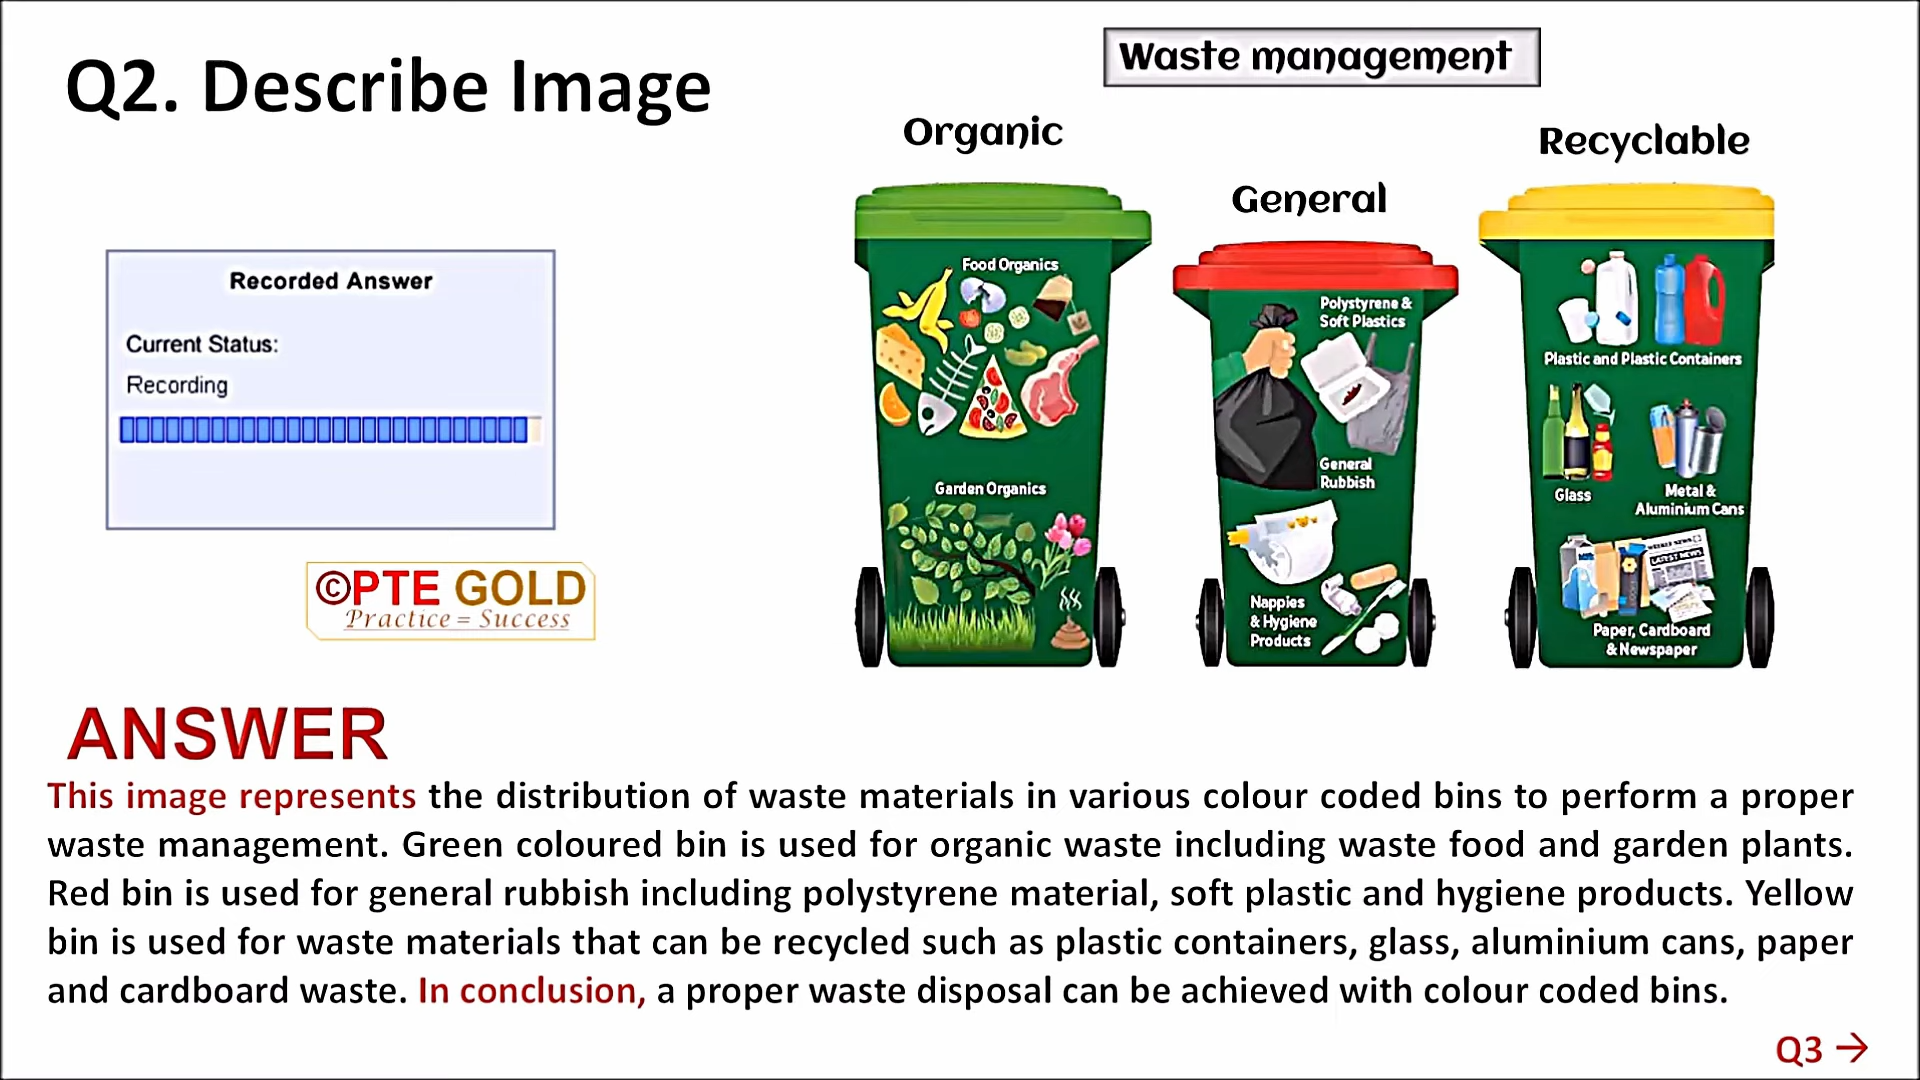 Q2. Describe Image
Waste management
Organic
General
Recyclable
Recorded Answer
Current Status:
Recording
©PTE GOLD
Practice = Success
Food Organics
Garden Organics
Polystyrene &
Soft Plastics
General
Rubbish
Nappies
& Hygiene
Products
Plastic and Plastic Containers
Glass
Metal &
Aluminium Cans
WEEKLY NEWS
LATEST NEWS
Paper, Cardboard
& Newspaper
ANSWER
This image represents the distribution of waste materials in various colour coded bins to perform a proper
waste management. Green coloured bin is used for organic waste including waste food and garden plants.
Red bin is used for general rubbish including polystyrene material, soft plastic and hygiene products. Yellow
bin is used for waste materials that can be recycled such as plastic containers, glass, aluminium cans, paper
and cardboard waste. In conclusion, a proper waste disposal can be achieved with colour coded bins.
Q3 →